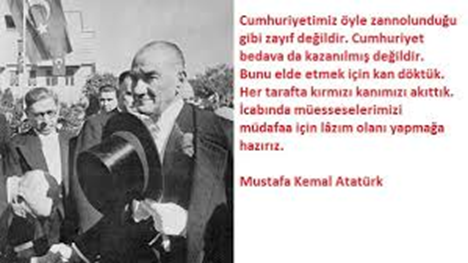 Cumhuriyetimiz öyle zannolunduğu
gibi zayıf değildir. Cumhuriyet
bedava da kazanılmış değildir.
Bunu elde etmek için kan döktük.
Her tarafta kırmızı kanımızı akıttık.
İcabında müesseselerimizi
müdafaa için lâzım olanı yapmağa
hazırız.
Mustafa Kemal Atatürk